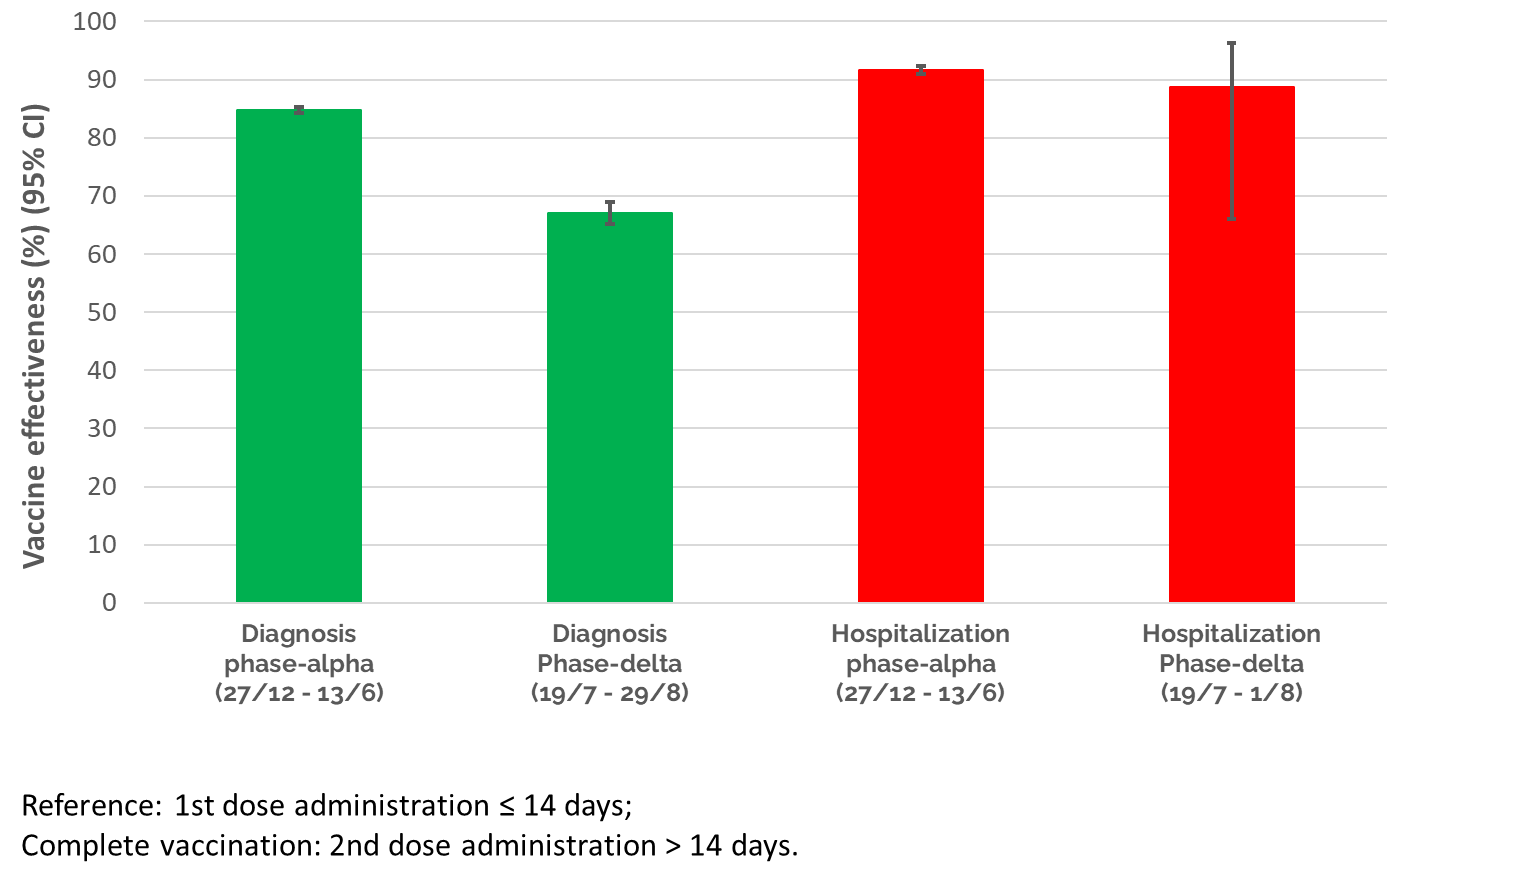 Vaccine effectiveness (%) (95% CI)
100
90
80
70
60
50
40
30
20
10
0
Diagnosis
phase-alpha
(27/12 - 13/6)
Diagnosis
Phase-delta
(19/7 - 29/8)
Hospitalization
phase-alpha
(27/12 - 13/6)
Hospitalization
Phase-delta
(19/7 - 1/8)
Reference: 1st dose administration ≤ 14 days;
Complete vaccination: 2nd dose administration > 14 days.